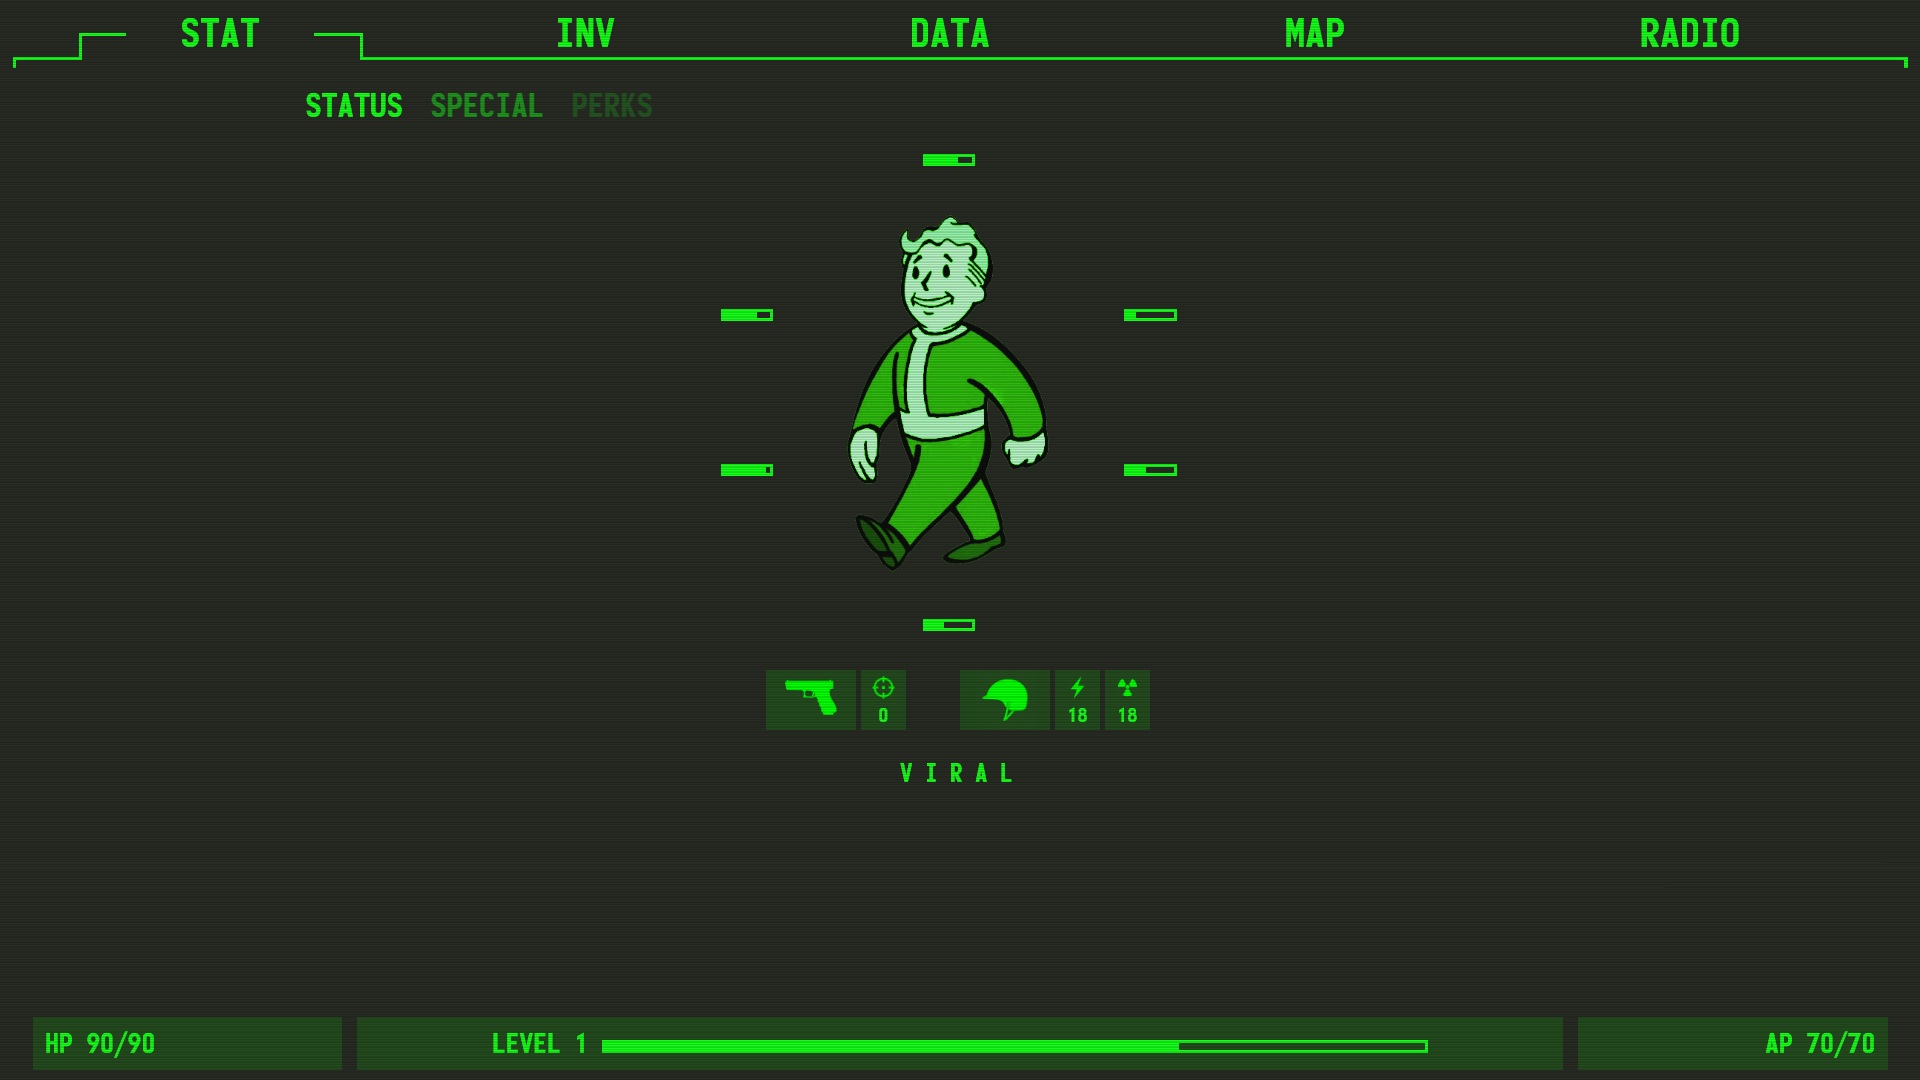 STAT INV DATA MAP RADIO
STATUS SPECIAL PERKS
0 18 18
VIRAL
HP 90/90 LEVEL 1 AP 70/70